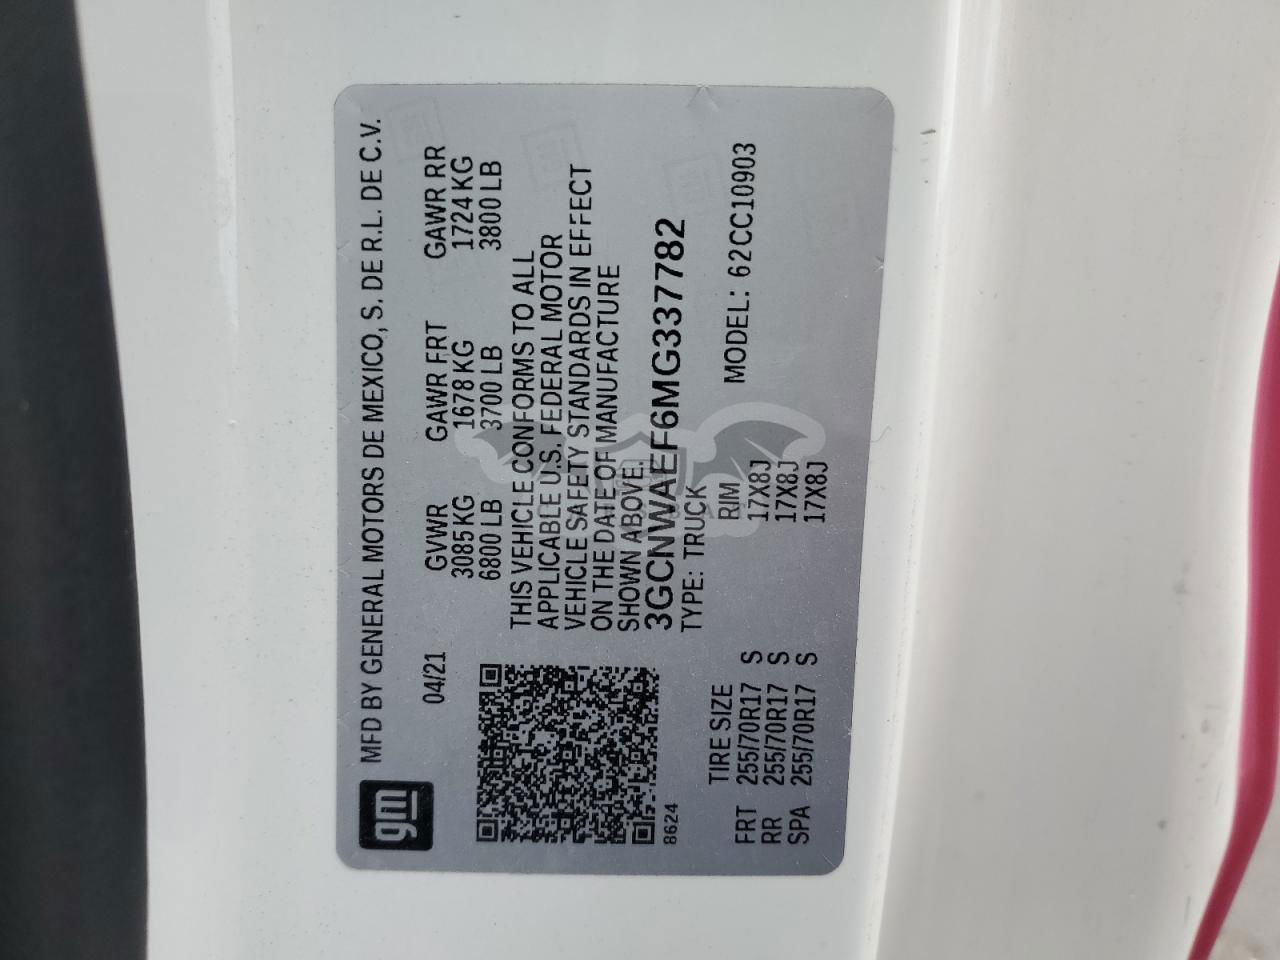 gm MFD BY GENERAL MOTORS DE MEXICO, S. DE R.L. DE C.V.
04/21 GVWR GAWR FRT GAWR RR
3085 KG 1678 KG 1724 KG
6800 LB 3700 LB 3800 LB
THIS VEHICLE CONFORMS TO ALL
APPLICABLE U.S. FEDERAL MOTOR
VEHICLE SAFETY STANDARDS IN EFFECT
ON THE DATE OF MANUFACTURE
SHOWN ABOVE.
3GCNWAEF6MG337782
8624 TYPE: TRUCK
TIRE SIZE RIM MODEL: 62CC10903
FRT 255/70R17 S 17X8J
RR 255/70R17 S 17X8J
SPA 255/70R17 S 17X8J